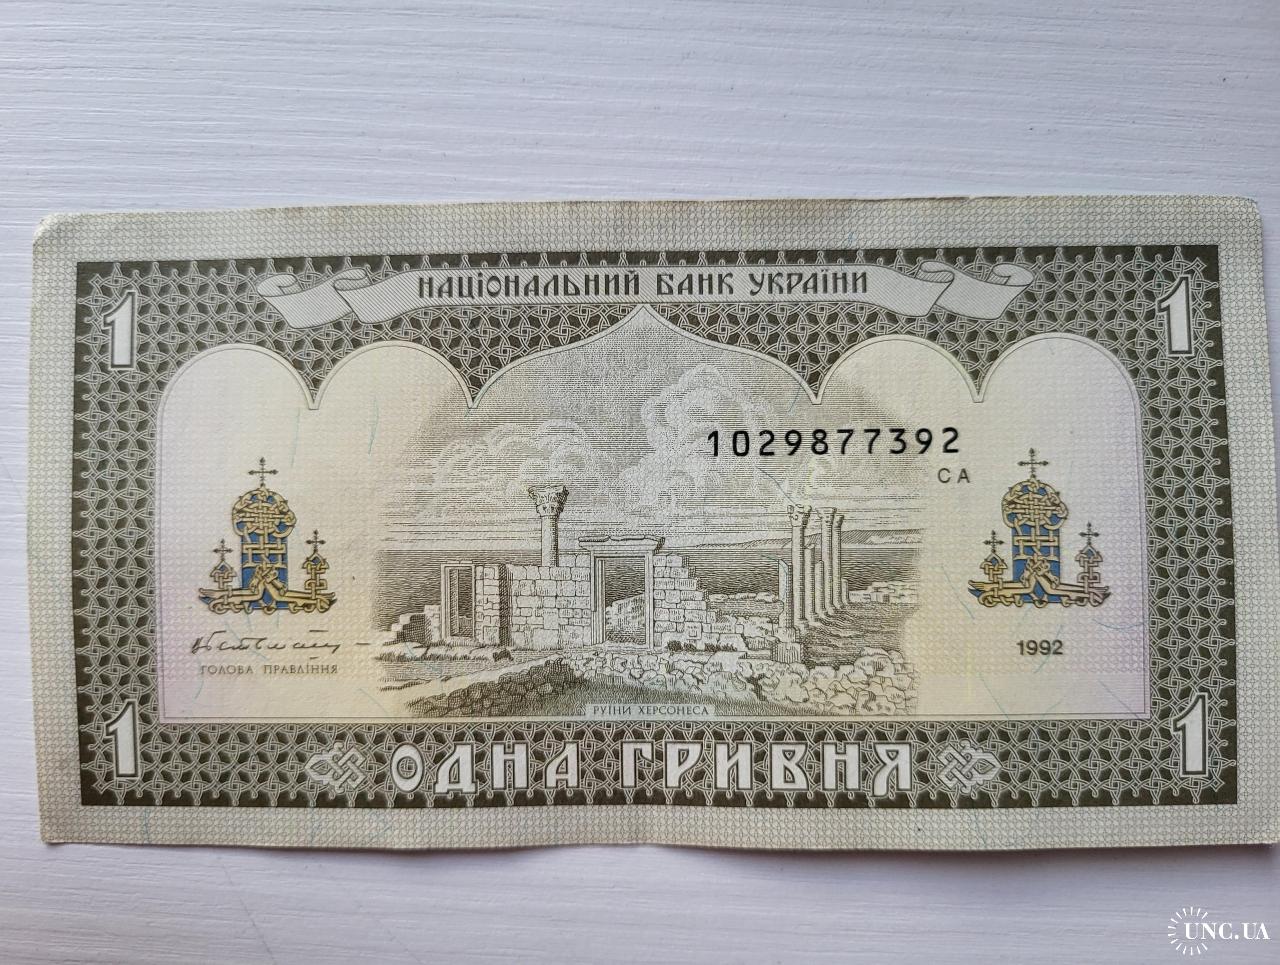 НАЦІОНАЛЬНИЙ БАНК УКРАЇНИ
1
1
1029877392
СА
ГОЛОВА ПРАВЛІННЯ
1992
РУЇНИ ХЕРСОНЕСА
1
1
ОДНА ГРИВНЯ
UNC.UA